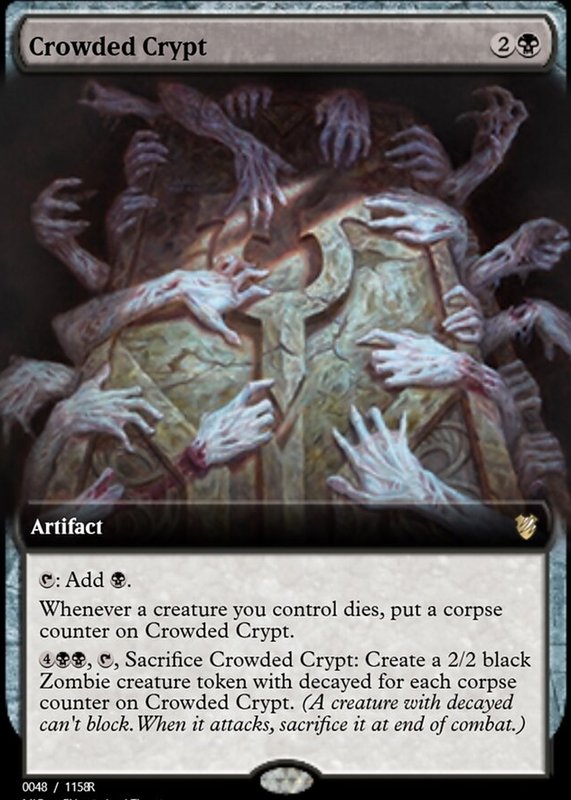 Crowded Crypt 2
Artifact
: Add .
Whenever a creature you control dies, put a corpse
counter on Crowded Crypt.
4, , Sacrifice Crowded Crypt: Create a 2/2 black
Zombie creature token with decayed for each corpse
counter on Crowded Crypt. (A creature with decayed
can't block. When it attacks, sacrifice it at end of combat.)
0048 / 1158R